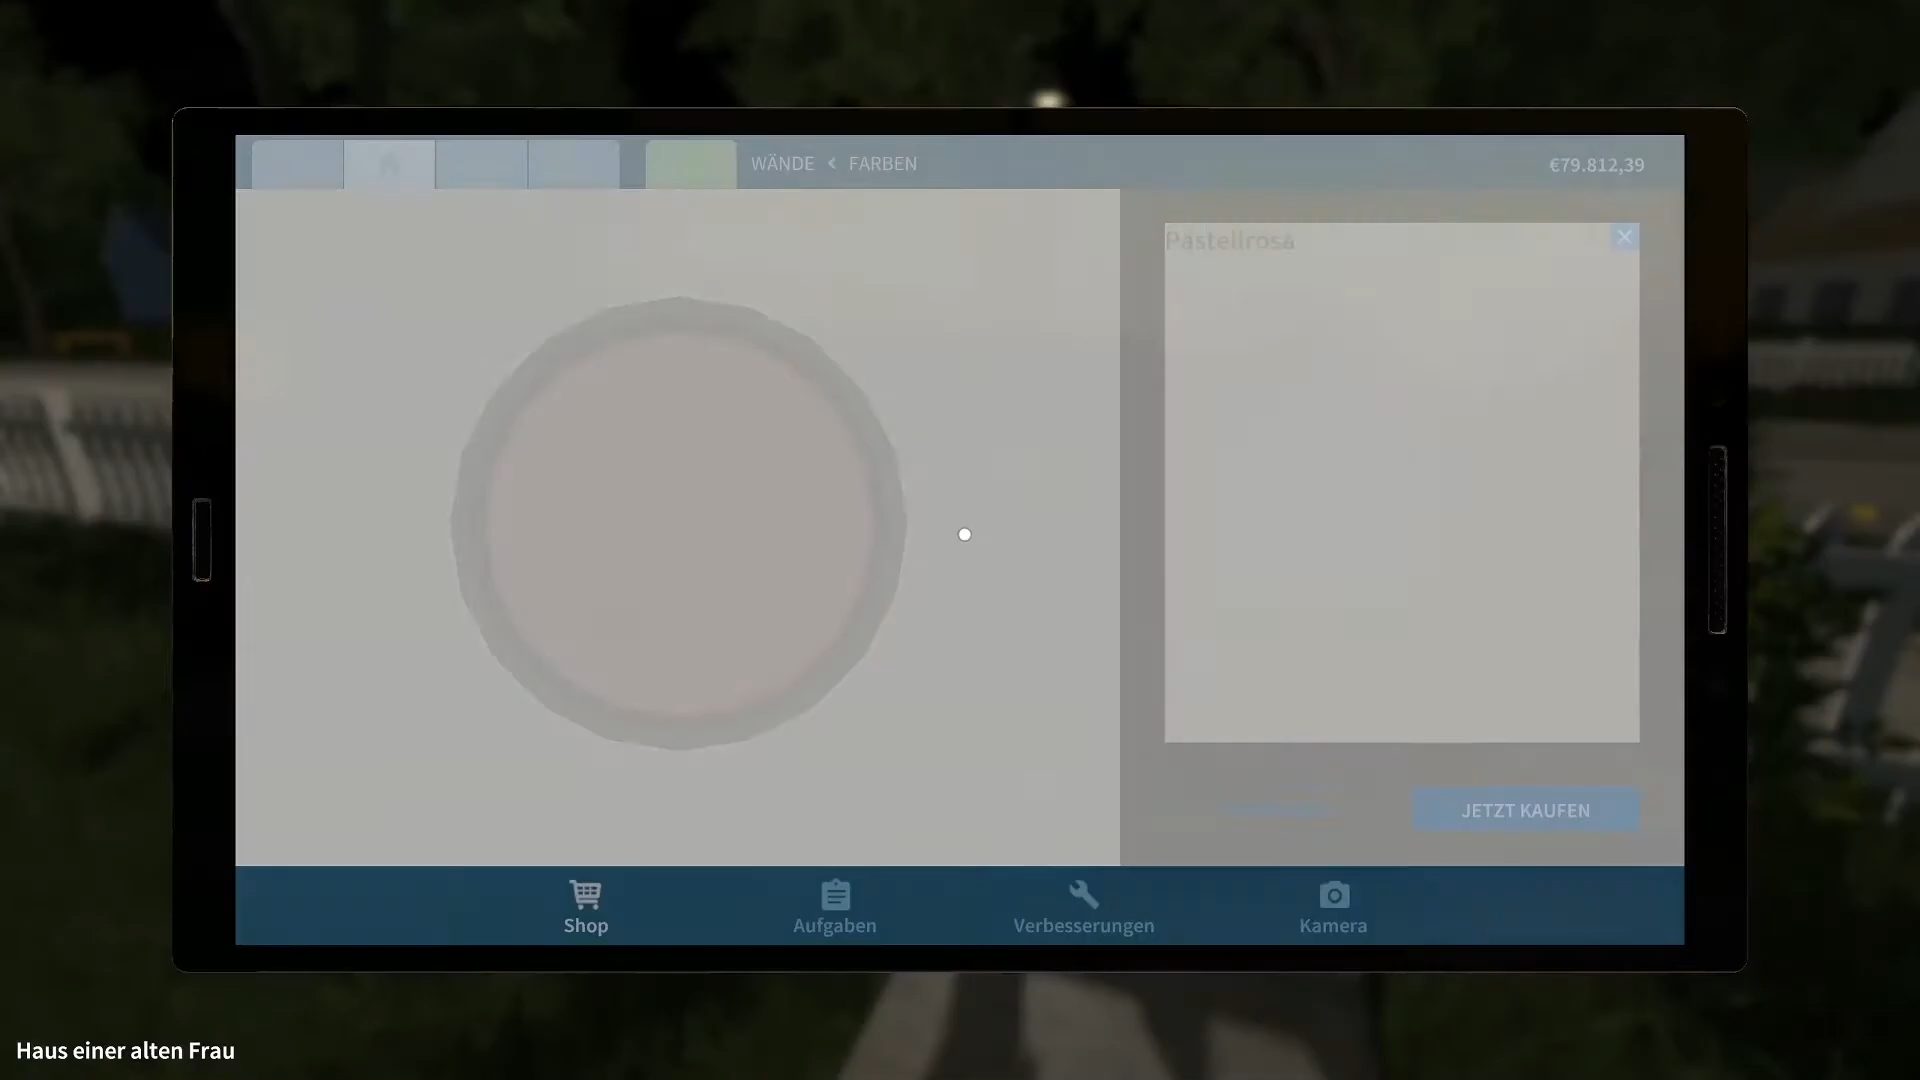 WÄNDE < FARBEN
€79.812,39
Pastellrosa
JETZT KAUFEN
Shop
Aufgaben
Verbesserungen
Kamera
Haus einer alten Frau